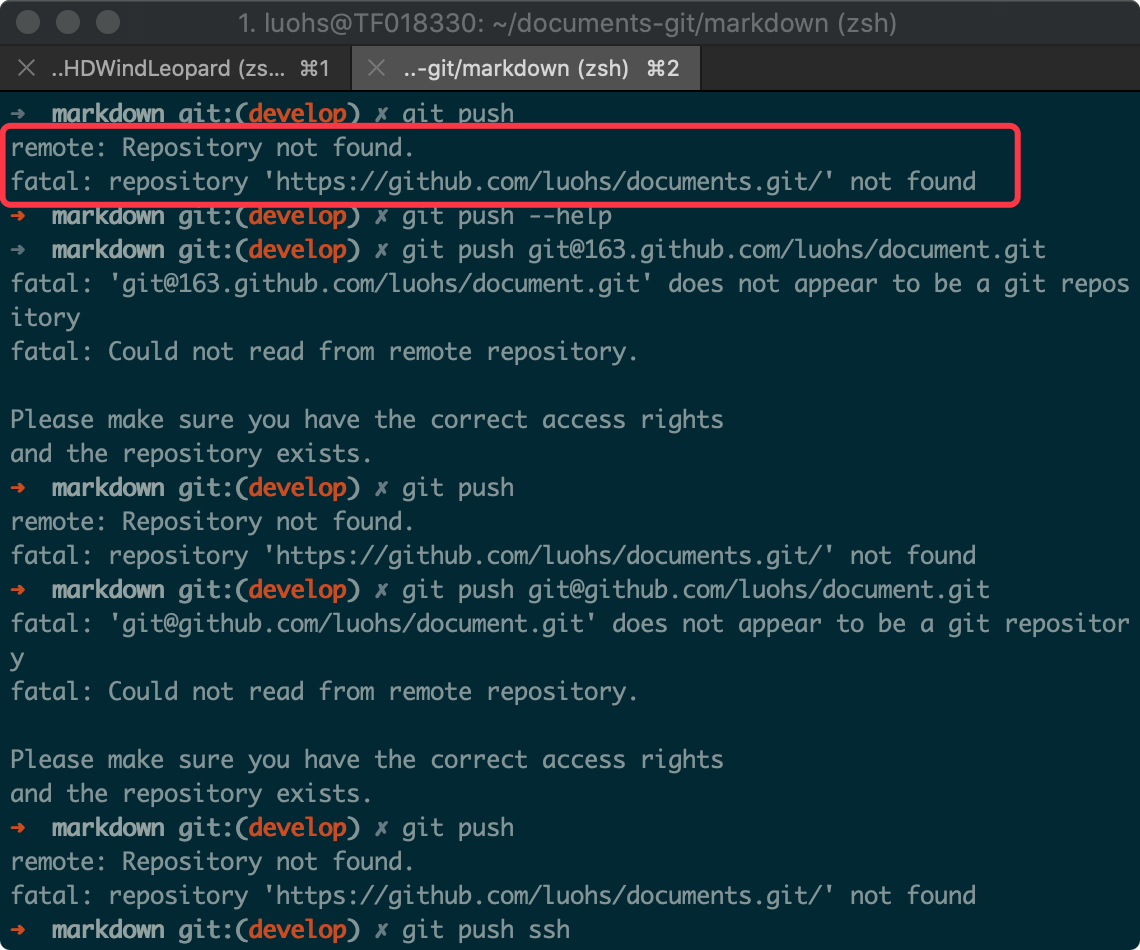 1. luohs@TF018330: ~/documents-git/markdown (zsh)
..HDWindLeopard (zs... ⌘1 ..-git/markdown (zsh) ⌘2
➜ markdown git:(develop) ✗ git push
remote: Repository not found.
fatal: repository 'https://github.com/luohs/documents.git/' not found
➜ markdown git:(develop) ✗ git push --help
➜ markdown git:(develop) ✗ git push git@163.github.com/luohs/document.git
fatal: 'git@163.github.com/luohs/document.git' does not appear to be a git repos
itory
fatal: Could not read from remote repository.
Please make sure you have the correct access rights
and the repository exists.
➜ markdown git:(develop) ✗ git push
remote: Repository not found.
fatal: repository 'https://github.com/luohs/documents.git/' not found
➜ markdown git:(develop) ✗ git push git@github.com/luohs/document.git
fatal: 'git@github.com/luohs/document.git' does not appear to be a git repositor
y
fatal: Could not read from remote repository.
Please make sure you have the correct access rights
and the repository exists.
➜ markdown git:(develop) ✗ git push
remote: Repository not found.
fatal: repository 'https://github.com/luohs/documents.git/' not found
➜ markdown git:(develop) ✗ git push ssh